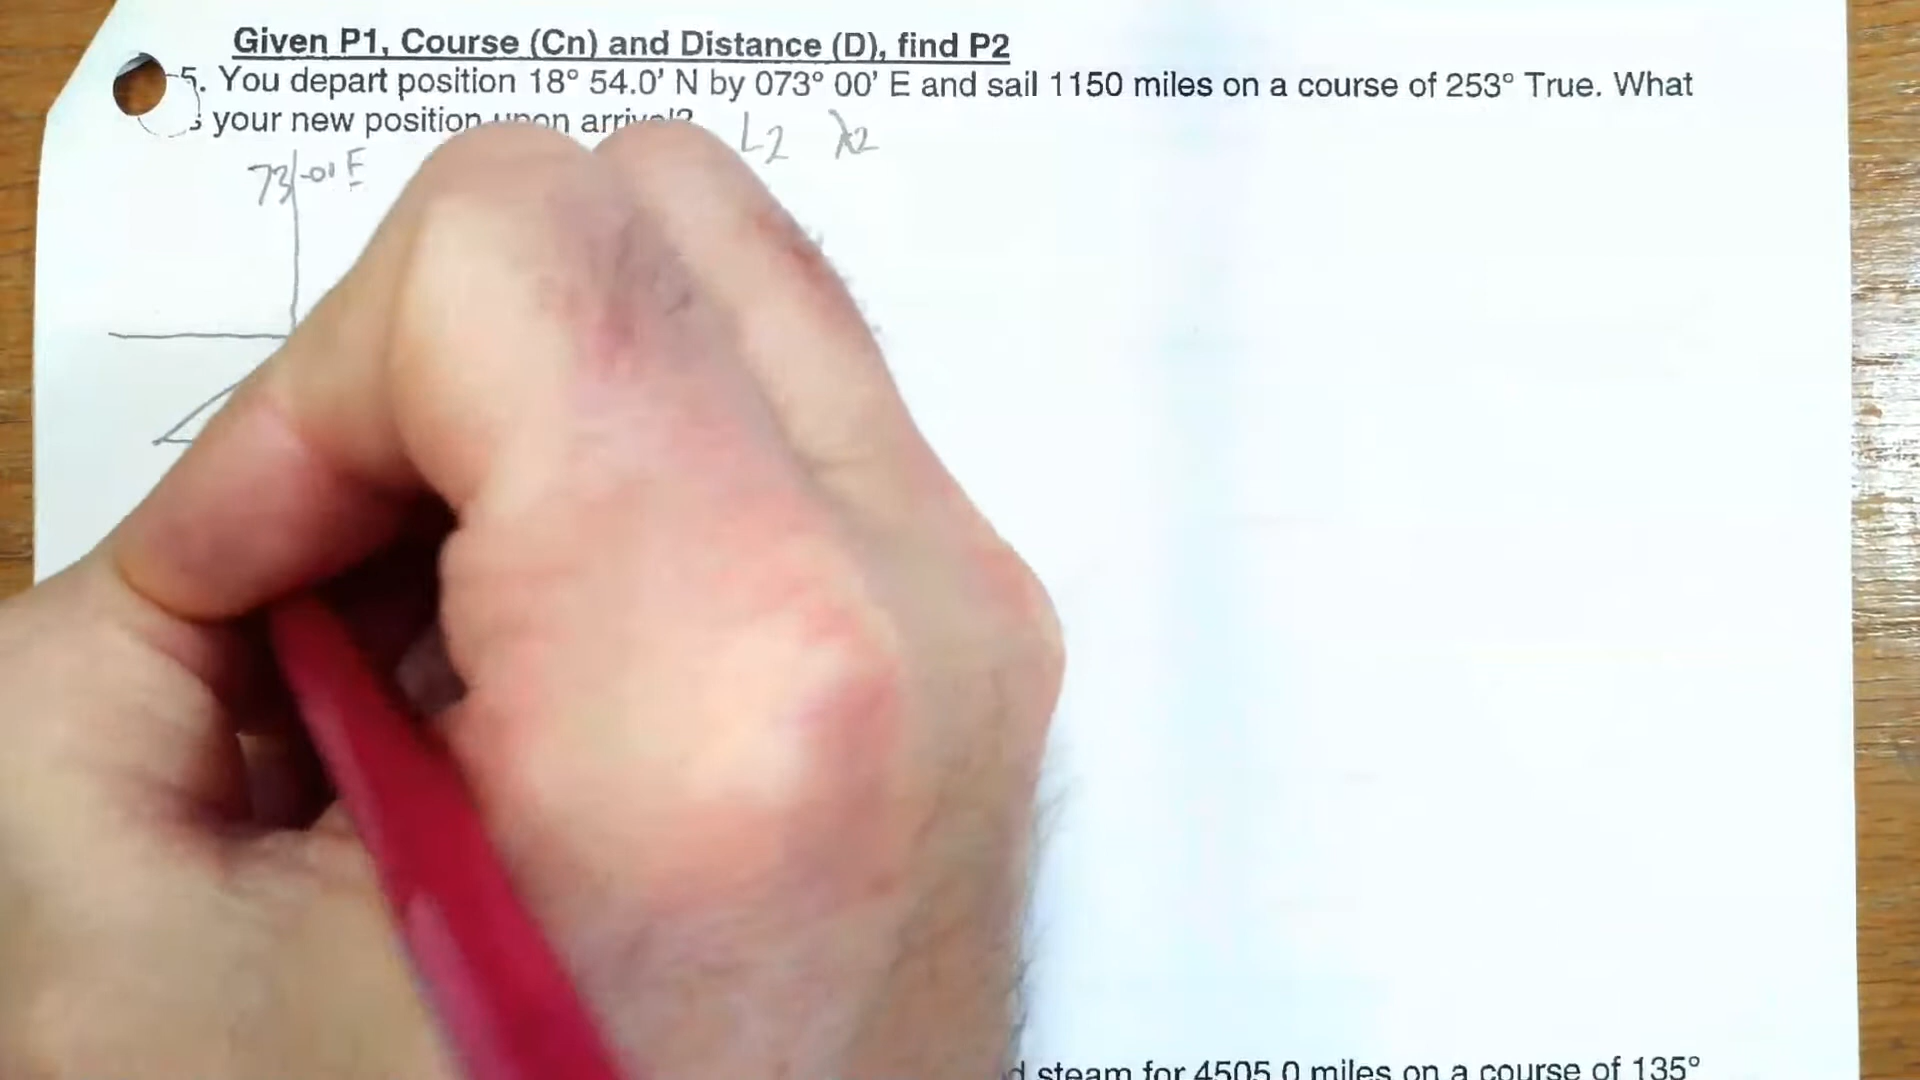 Given P1, Course (Cn) and Distance (D), find P2
5. You depart position 18° 54.0' N by 073° 00' E and sail 1150 miles on a course of 253° True. What
your new position upon arrival?
L2 λ2
73
E
steam for 4505.0 miles on a course of 135°